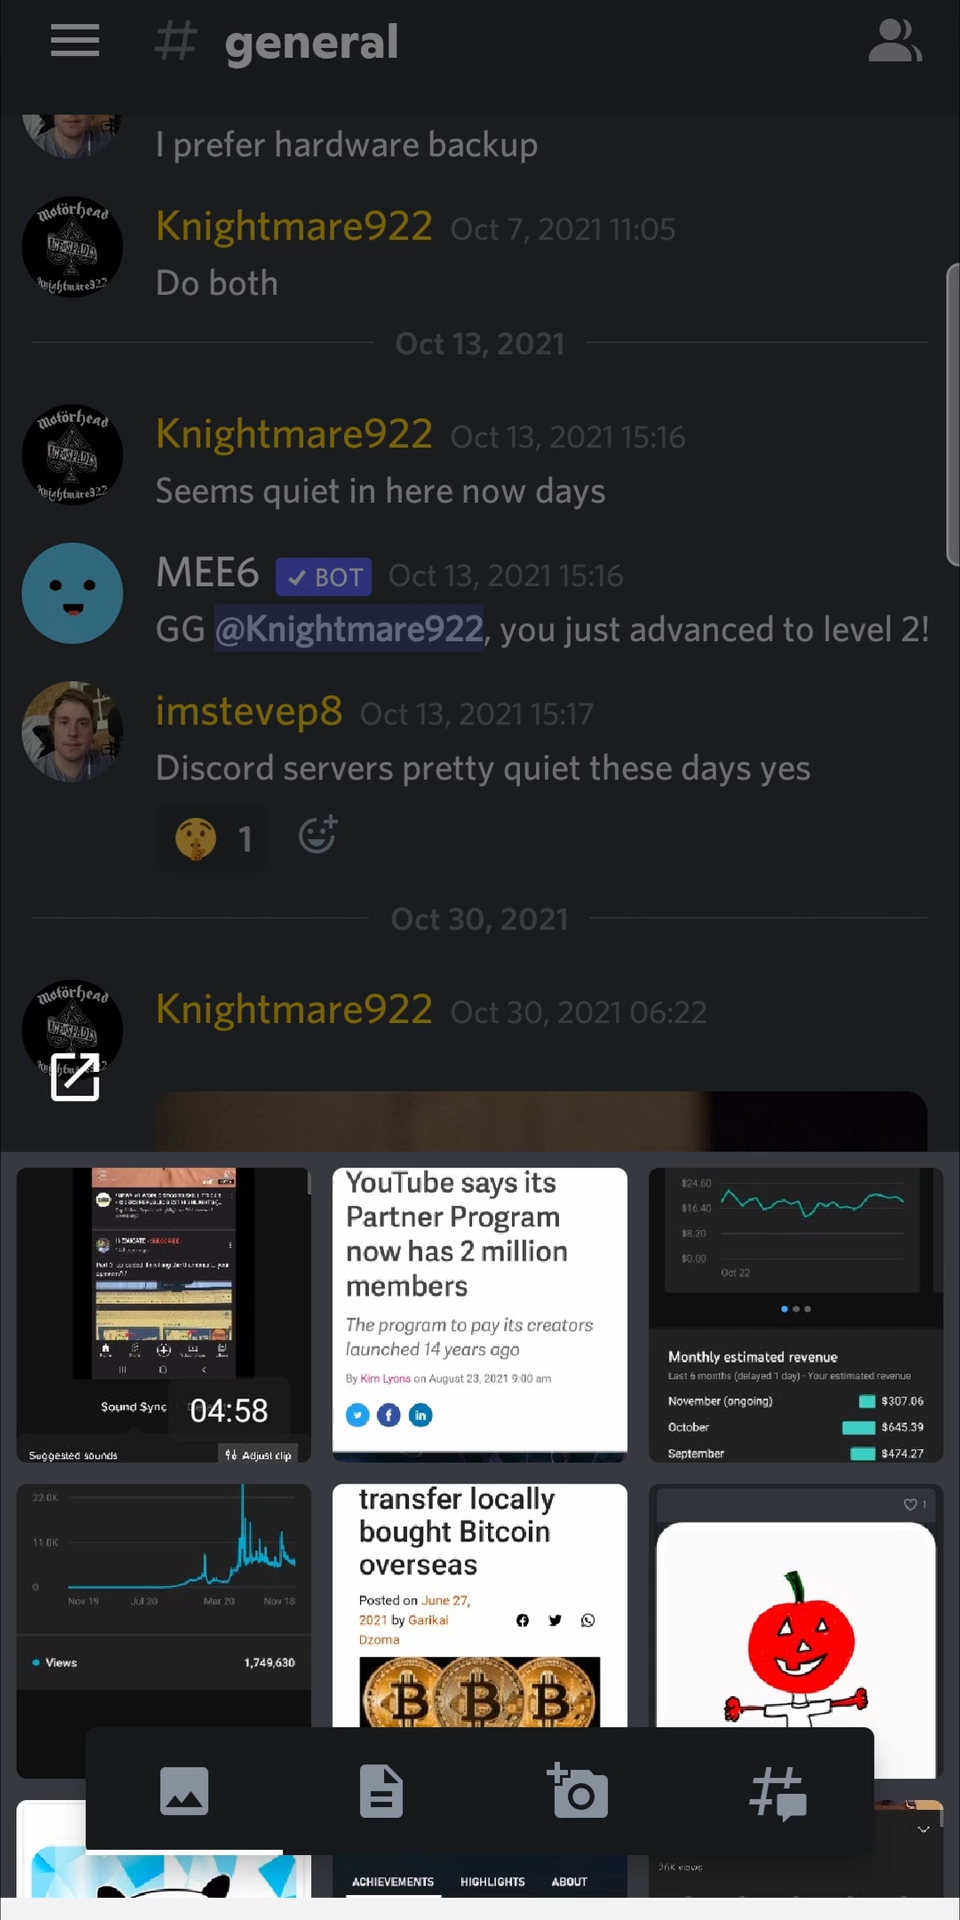 # general
I prefer hardware backup
Motörhead
Knightmare922
Knightmare922 Oct 7, 2021 11:05
Do both
Oct 13, 2021
Motörhead
Knightmare922
Knightmare922 Oct 13, 2021 15:16
Seems quiet in here now days
MEE6 BOT Oct 13, 2021 15:16
GG @Knightmare922, you just advanced to level 2!
imstevep8 Oct 13, 2021 15:17
Discord servers pretty quiet these days yes
1
Oct 30, 2021
Motörhead
Knightmare922 Oct 30, 2021 06:22
Sound Sync
04:58
Suggested sounds
Adjust clip
YouTube says its
Partner Program
now has 2 million
members
The program to pay its creators
launched 14 years ago
By Kim Lyons on August 23, 2021 9:00 am
$24.60
$16.40
$8.20
$0.00
Oct 22
Monthly estimated revenue
Last 6 months (delayed 1 day) · Your estimated revenue
November (ongoing) $307.06
October $645.39
September $474.27
22.0K
11.0K
0
Nov 19 Jul 20 Mar 20 Nov 18
Views 1,749,630
transfer locally
bought Bitcoin
overseas
Posted on June 27,
2021 by Garikai
Dzoma
1
ACHIEVEMENTS HIGHLIGHTS ABOUT
26K views